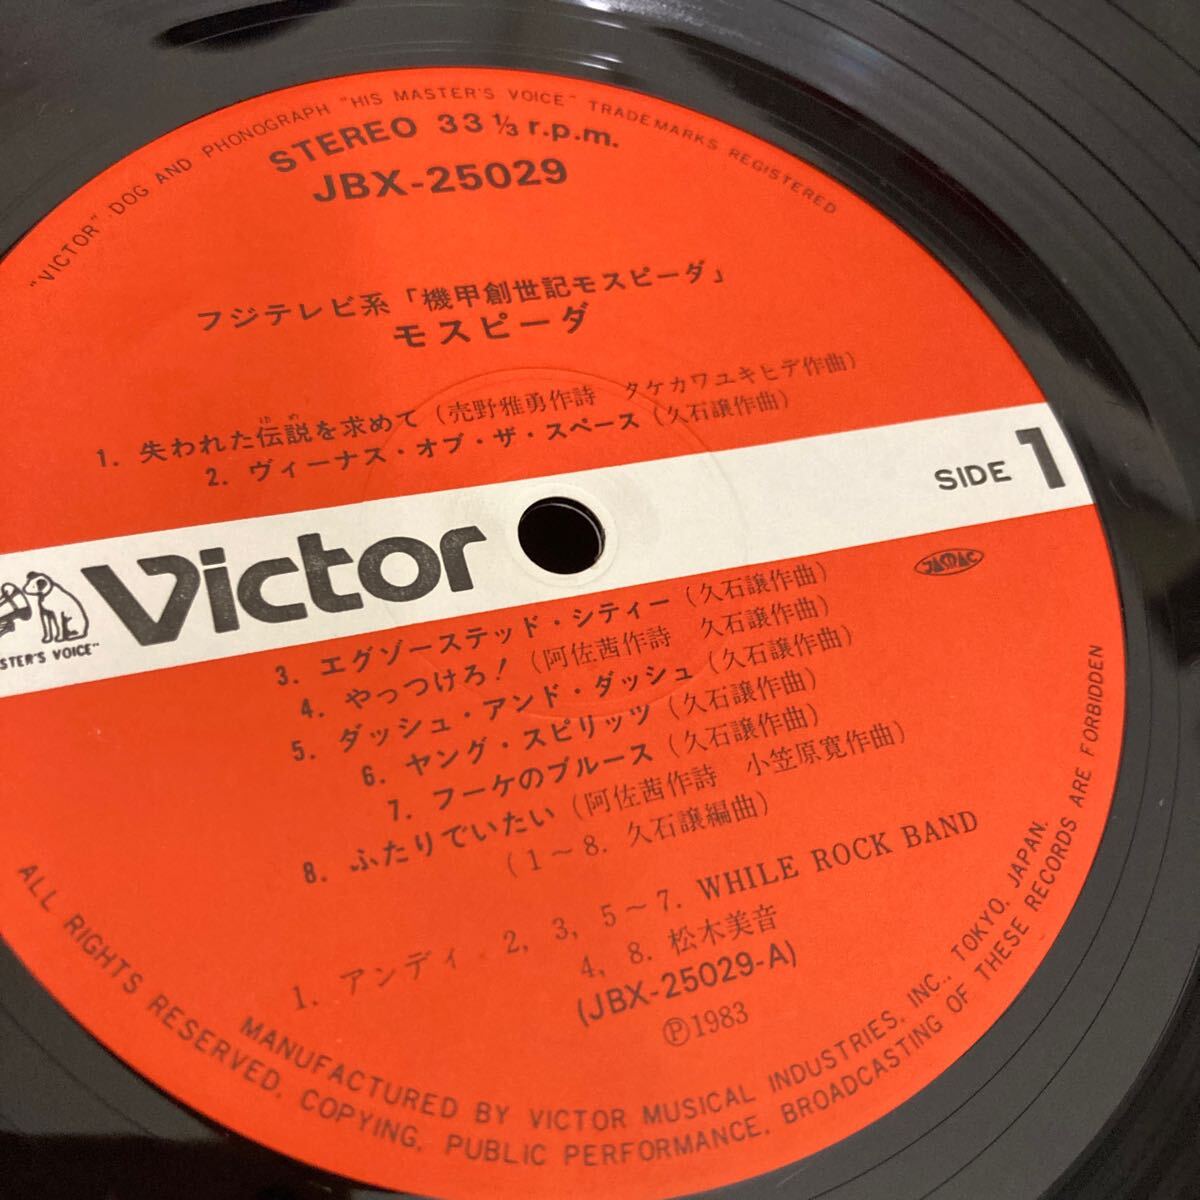 "VICTOR" DOG AND PHONOGRAPH "HIS MASTER'S VOICE" TRADEMARKS REGISTERED
STEREO 33 1/3 r.p.m.
JBX-25029
フジテレビ系「機甲創世記モスピーダ」
モスピーダ
ゆめ
1. 失われた伝説を求めて (売野雅勇作詩 タケカワユキヒデ作曲)
2. ヴィーナス・オブ・ザ・スペース (久石譲作曲)
SIDE 1
Victor
STER'S VOICE"
JASRAC
3. エグゾーステッド・シティー (久石譲作曲)
4. やっつけろ! (阿佐茜作詩 久石譲作曲)
5. ダッシュ・アンド・ダッシュ (久石譲作曲)
6. ヤング・スピリッツ (久石譲作曲)
7. フーケのブルース (久石譲作曲)
8. ふたりでいたい (阿佐茜作詩 小笠原寛作曲)
(1〜8. 久石譲編曲)
1. アンディ 2, 3, 5〜7. WHILE ROCK BAND
4, 8. 松木美音
(JBX-25029-A)
Ⓟ1983
MANUFACTURED BY VICTOR MUSICAL INDUSTRIES, INC., TOKYO, JAPAN.
ALL RIGHTS RESERVED. COPYING, PUBLIC PERFORMANCE, BROADCASTING OF THESE RECORDS ARE FORBIDDEN